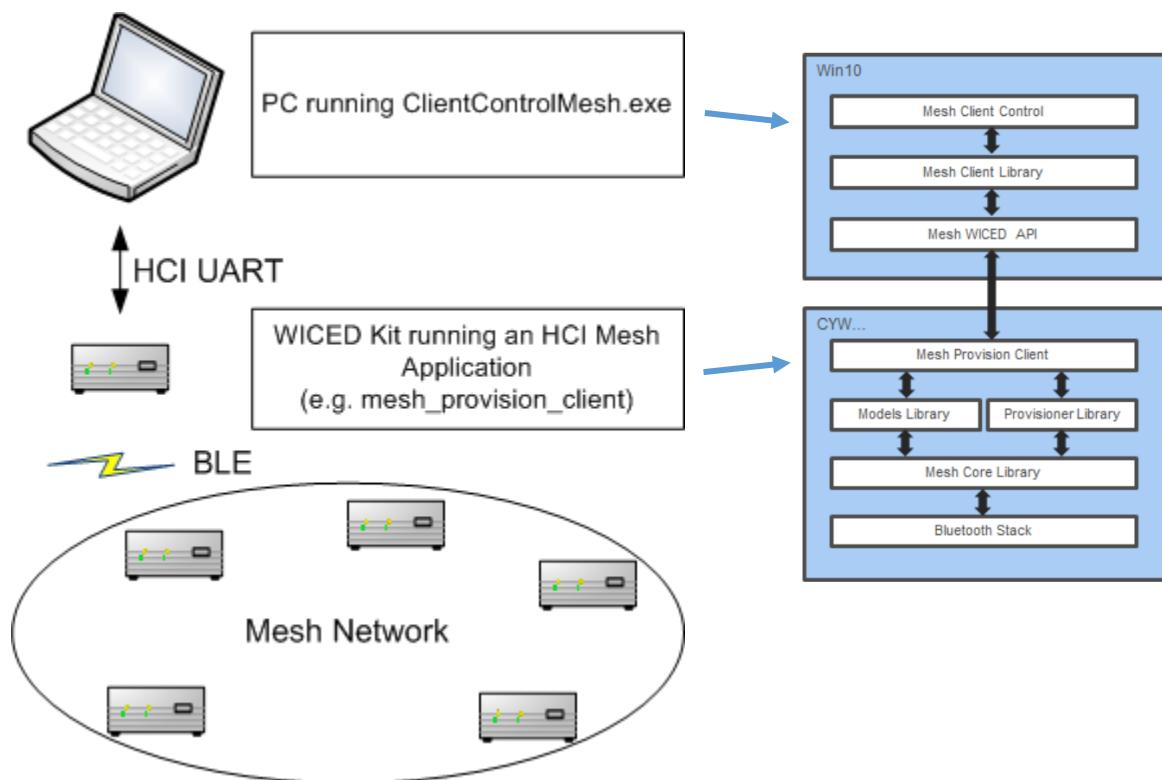 PC running ClientControlMesh.exe
HCI UART
WICED Kit running an HCI Mesh
Application
(e.g. mesh_provision_client)
BLE
Mesh Network
Win10
Mesh Client Control
Mesh Client Library
Mesh WICED API
CYW...
Mesh Provision Client
Models Library
Provisioner Library
Mesh Core Library
Bluetooth Stack